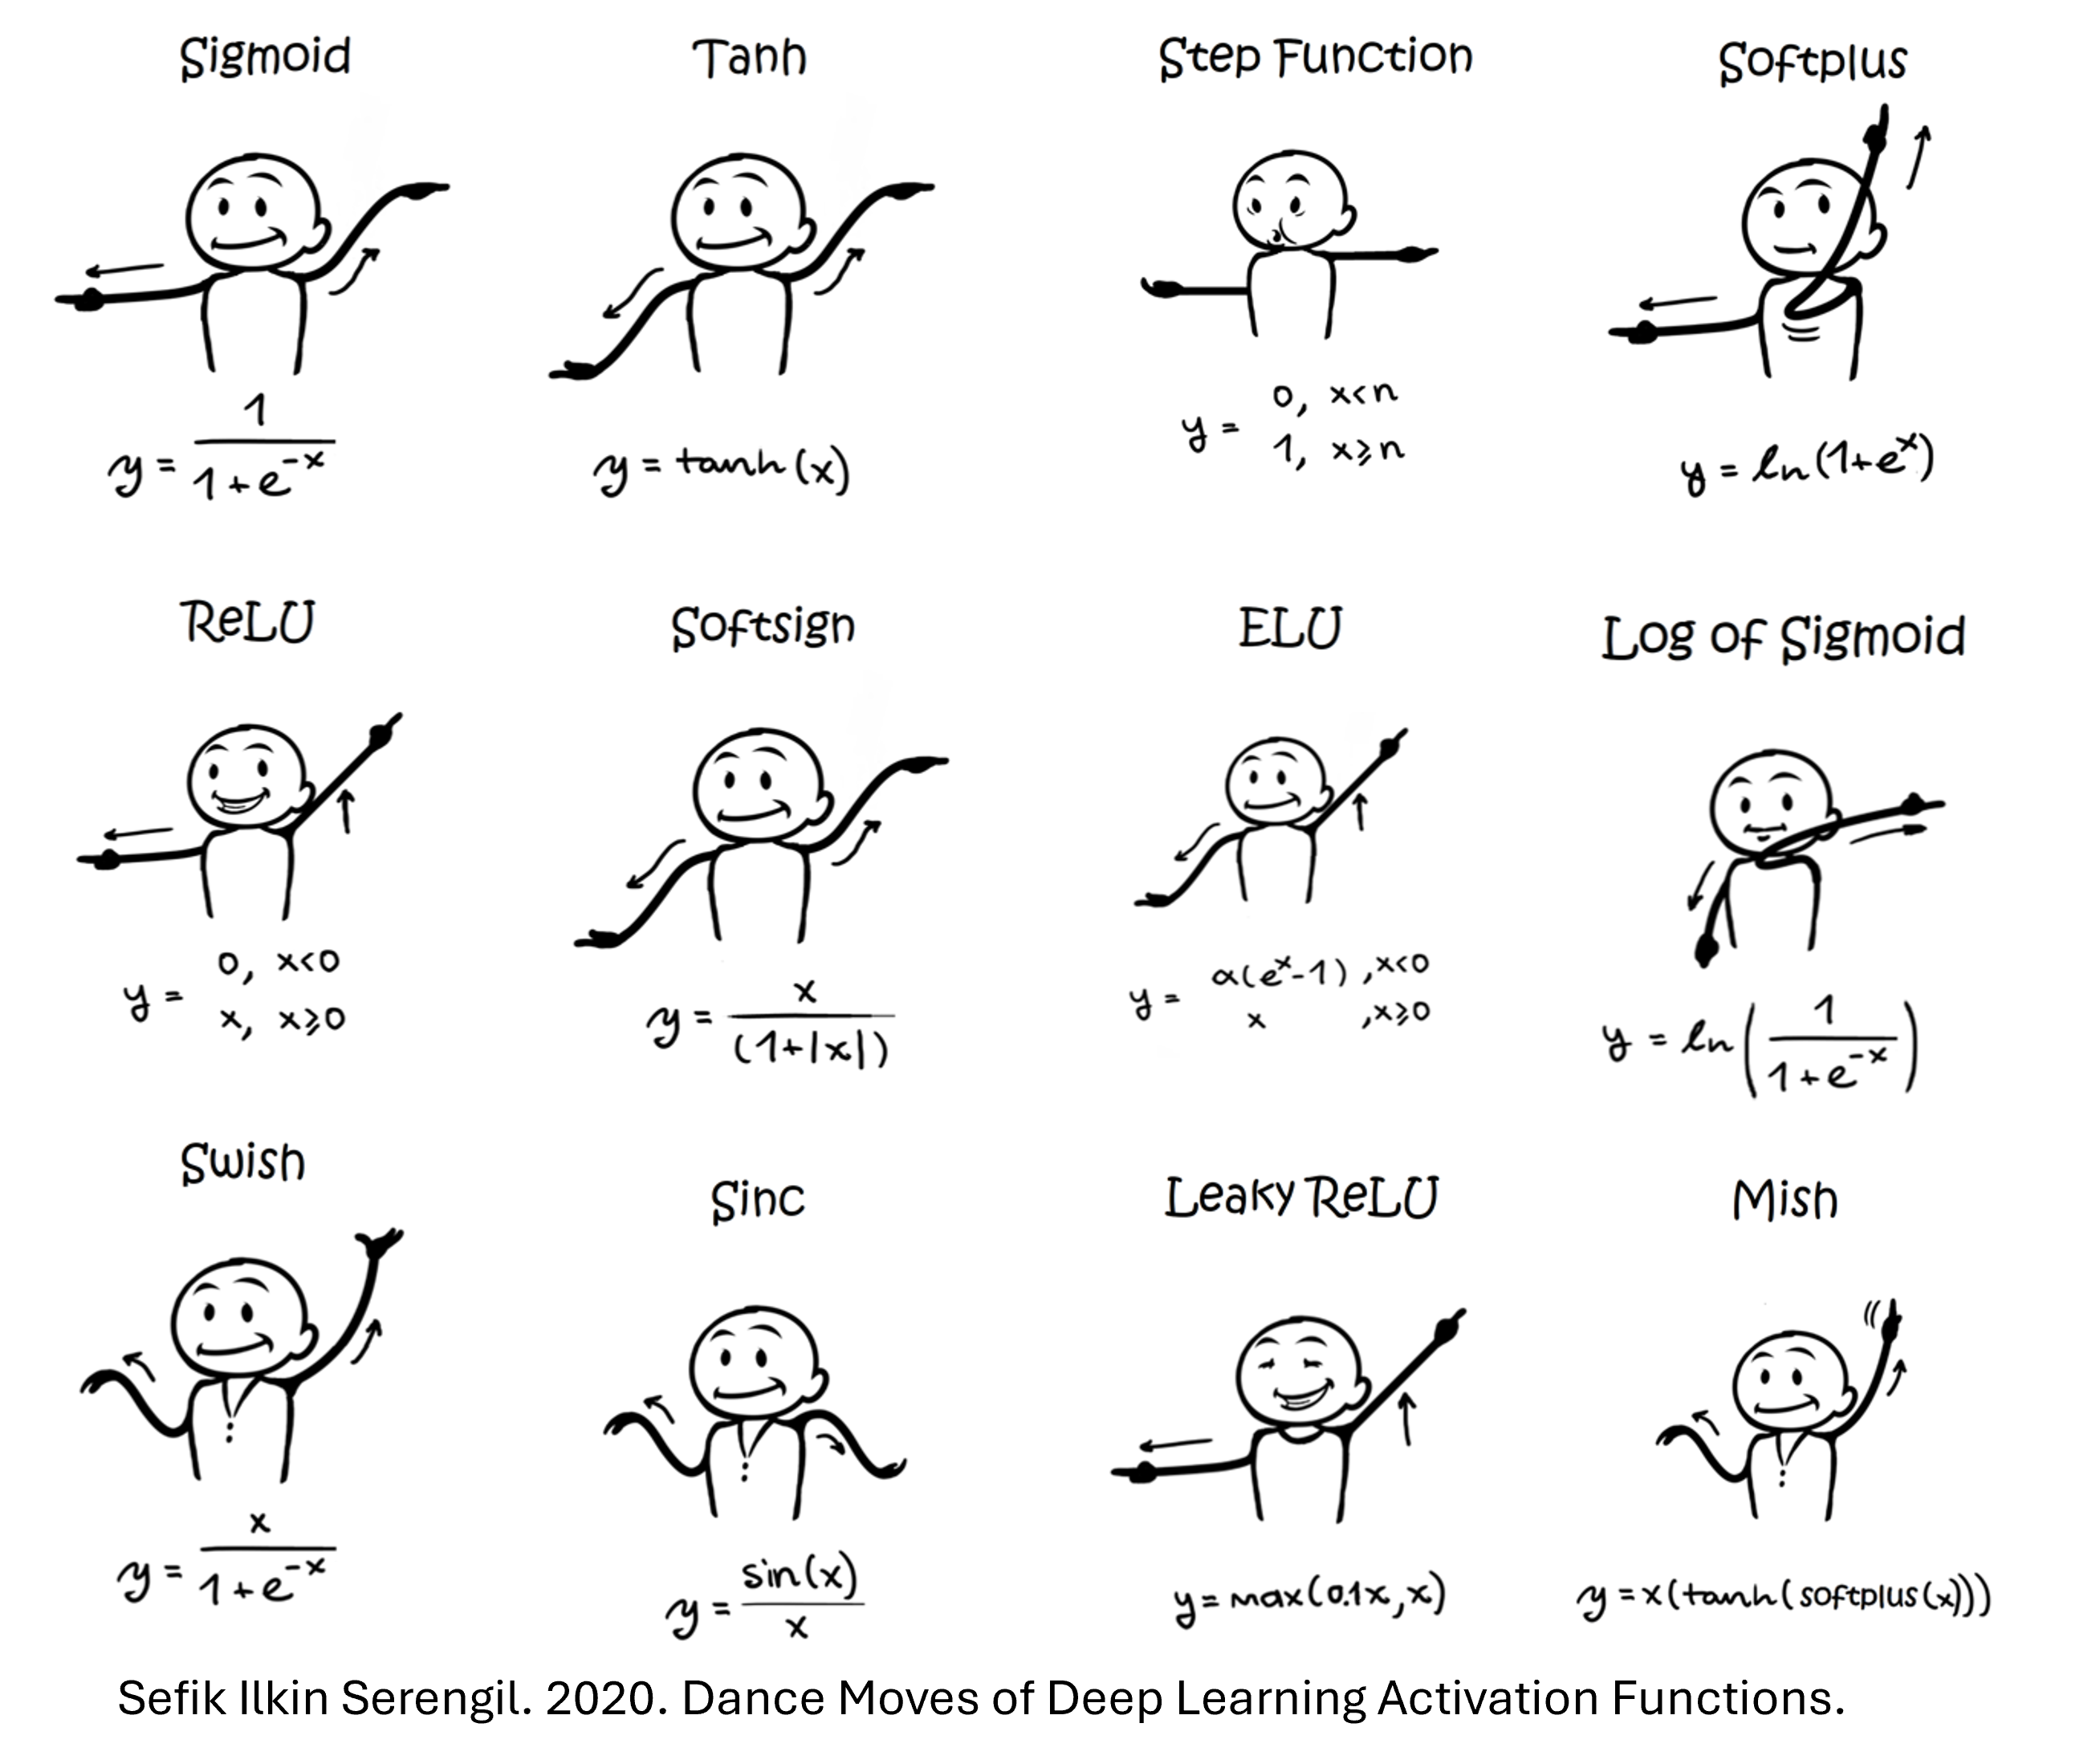 Sigmoid
Tanh
Step Function
Softplus
y = 1 / 1+e^-x
y = tanh(x)
y = 0, x<n
1, x⩾n
y = ln(1+e^x)
ReLU
Softsign
ELU
Log of Sigmoid
y = 0, x<0
x, x⩾0
y = x / (1+|x|)
y = α(e^x-1), x<0
x, x⩾0
y = ln(1 / 1+e^-x)
Swish
Sinc
Leaky ReLU
Mish
y = x / 1+e^-x
y = sin(x) / x
y = max(0.1x, x)
y = x(tanh(softplus(x)))
Sefik Ilkin Serengil. 2020. Dance Moves of Deep Learning Activation Functions.